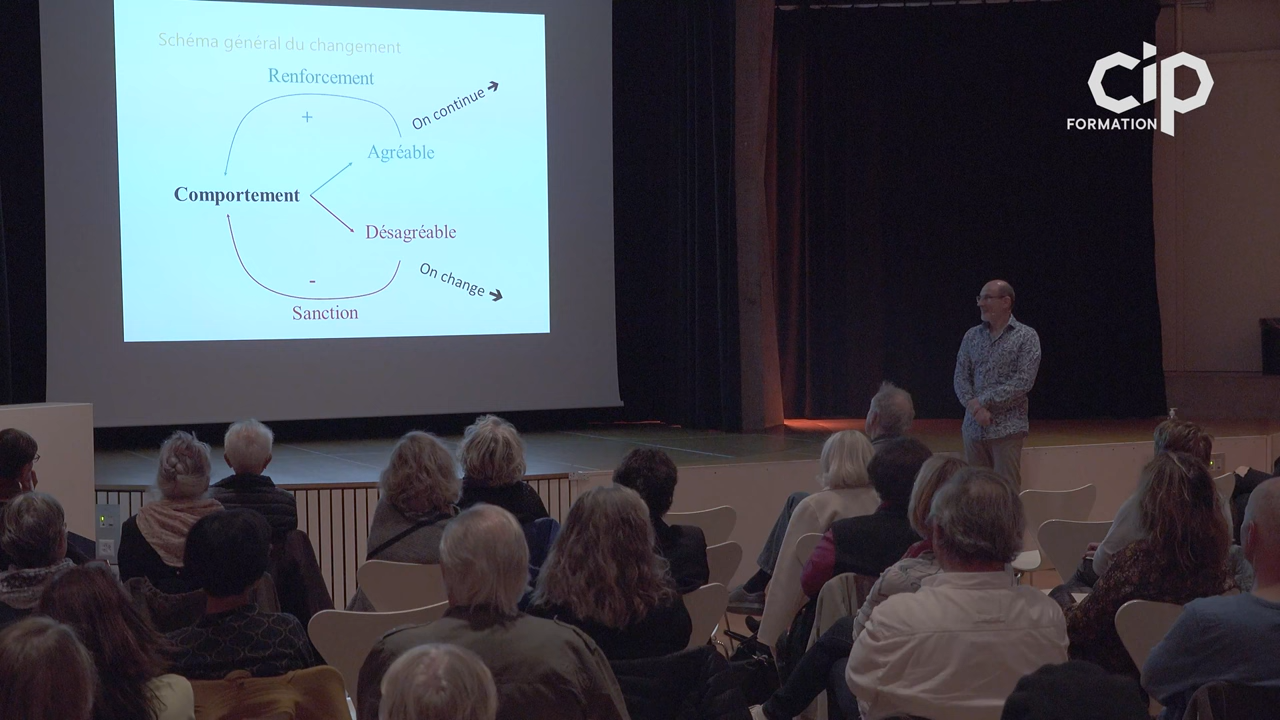 Schéma général du changement
Renforcement
+
On continue ➔
Agréable
Comportement
Désagréable
On change ➔
-
Sanction
cip
FORMATION